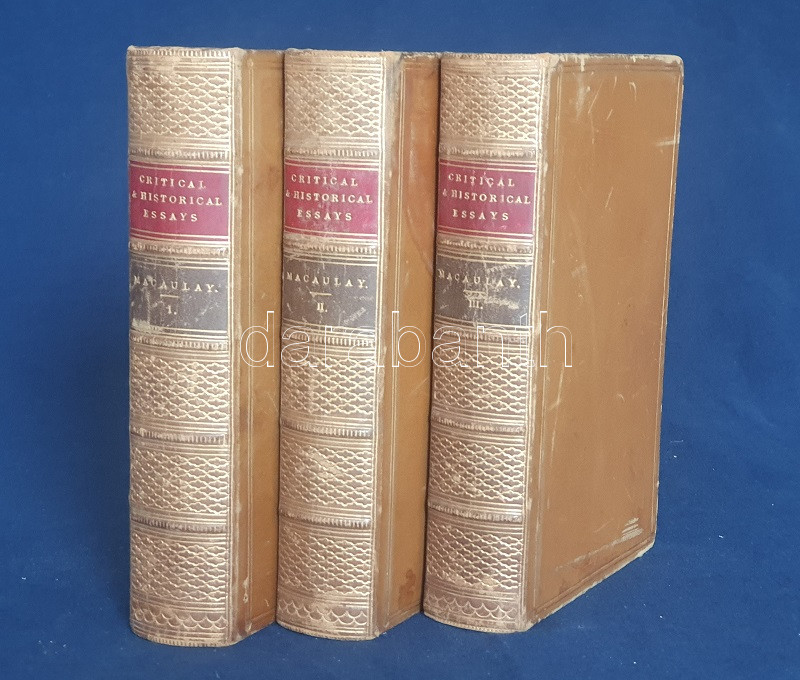 CRITICAL
& HISTORICAL
ESSAYS
MACAULAY.
I.
CRITICAL
& HISTORICAL
ESSAYS
MACAULAY.
II.
CRITICAL
& HISTORICAL
ESSAYS
MACAULAY.
III.
darabanth